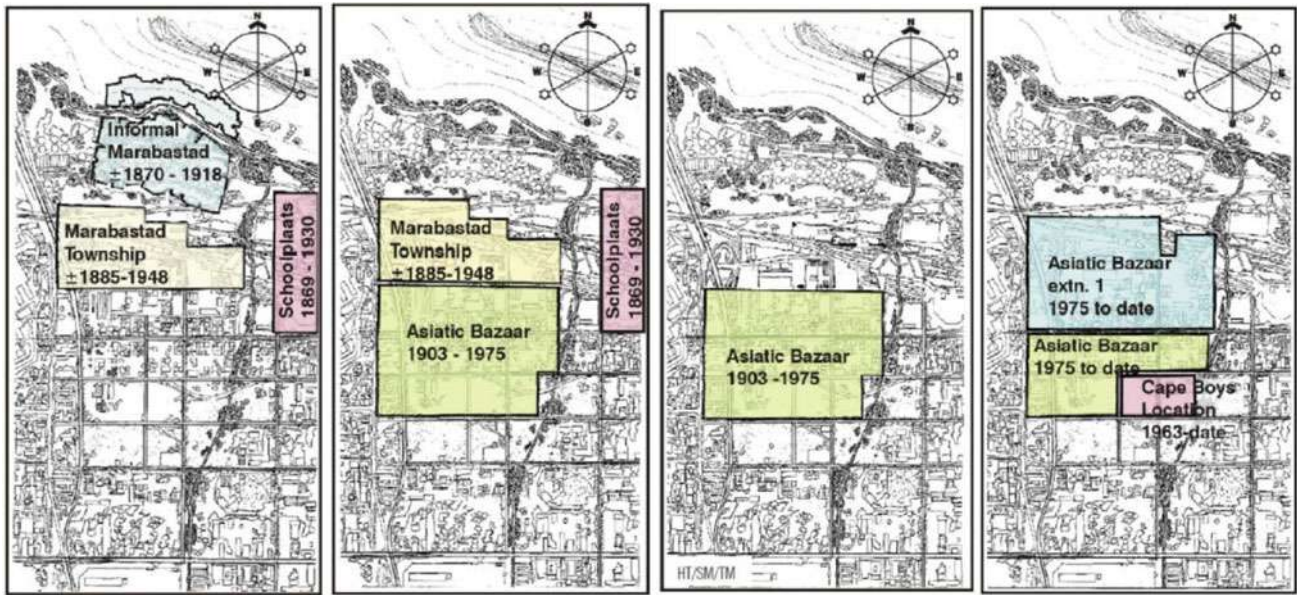 N
W
E
S
Informal
Marabastad
±1870 - 1918
Marabastad
Township
±1885-1948
Schoolplaats
1869 - 1930
N
W
E
S
Marabastad
Township
±1885-1948
Schoolplaats
1869 - 1930
Asiatic Bazaar
1903 - 1975
N
W
E
S
Asiatic Bazaar
1903 -1975
HT/SM/TM
N
W
E
S
Asiatic Bazaar
extn. 1
1975 to date
Asiatic Bazaar
1975 to date
Cape Boys
Location
1963-date